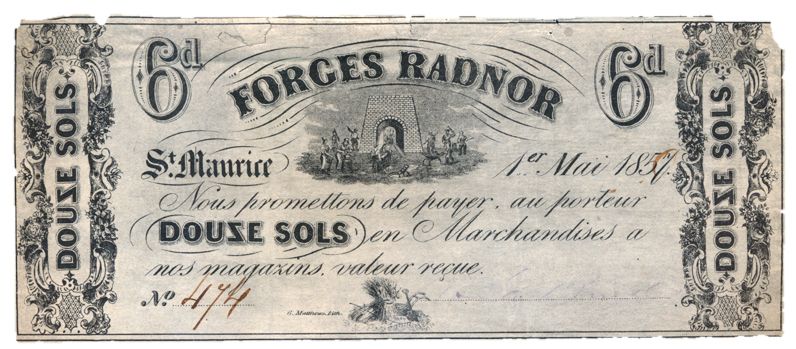 6d
6d
FORGES RADNOR
St. Maurice
1er Mai 1857.
Nous promettons de payer, au porteur
DOUZE SOLS en Marchandises a
nos magazins, valeur reçue.
No. 474
G. Matthews, Lith.
DOUZE SOLS
DOUZE SOLS